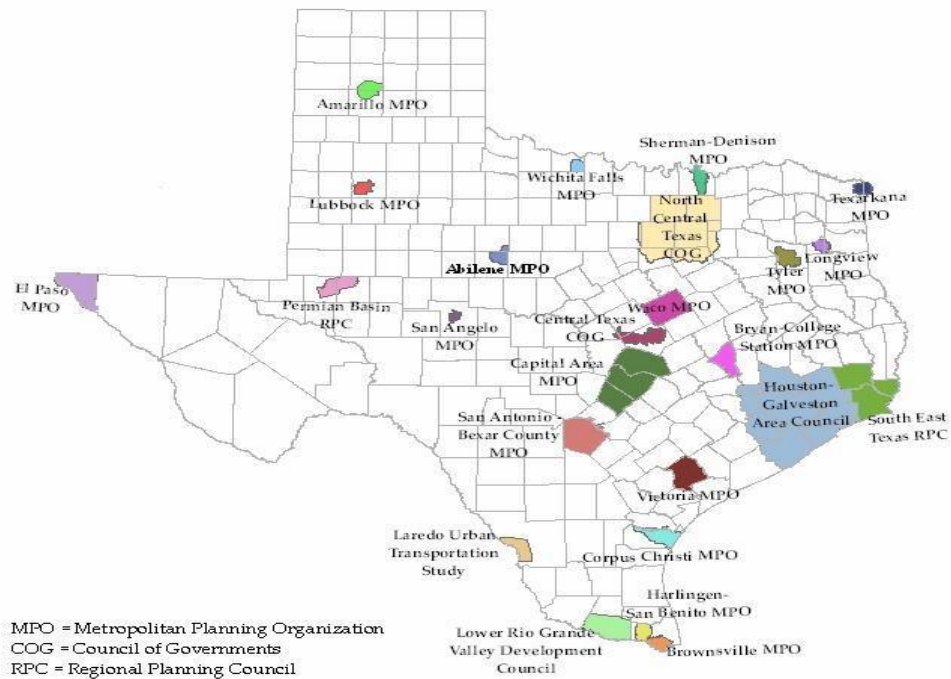 Amarillo MPO
Sherman-Denison
MPO
Wichita Falls
MPO
Lubbock MPO
Texarkana
MPO
North
Central
Texas
COG
Abilene MPO
Tyler
MPO
Longview
MPO
El Paso
MPO
Permian Basin
RPC
San Angelo
MPO
Waco MPO
Central Texas
COG
Bryan-College
Station MPO
Capital Area
MPO
Houston-
Galveston
Area Council
South East
Texas RPC
San Antonio -
Bexar County
MPO
Victoria MPO
Laredo Urban
Transportation
Study
Corpus Christi MPO
Harlingen-
San Benito MPO
Lower Rio Grande
Valley Development
Council
Brownsville MPO
MPO = Metropolitan Planning Organization
COG = Council of Governments
RPC = Regional Planning Council